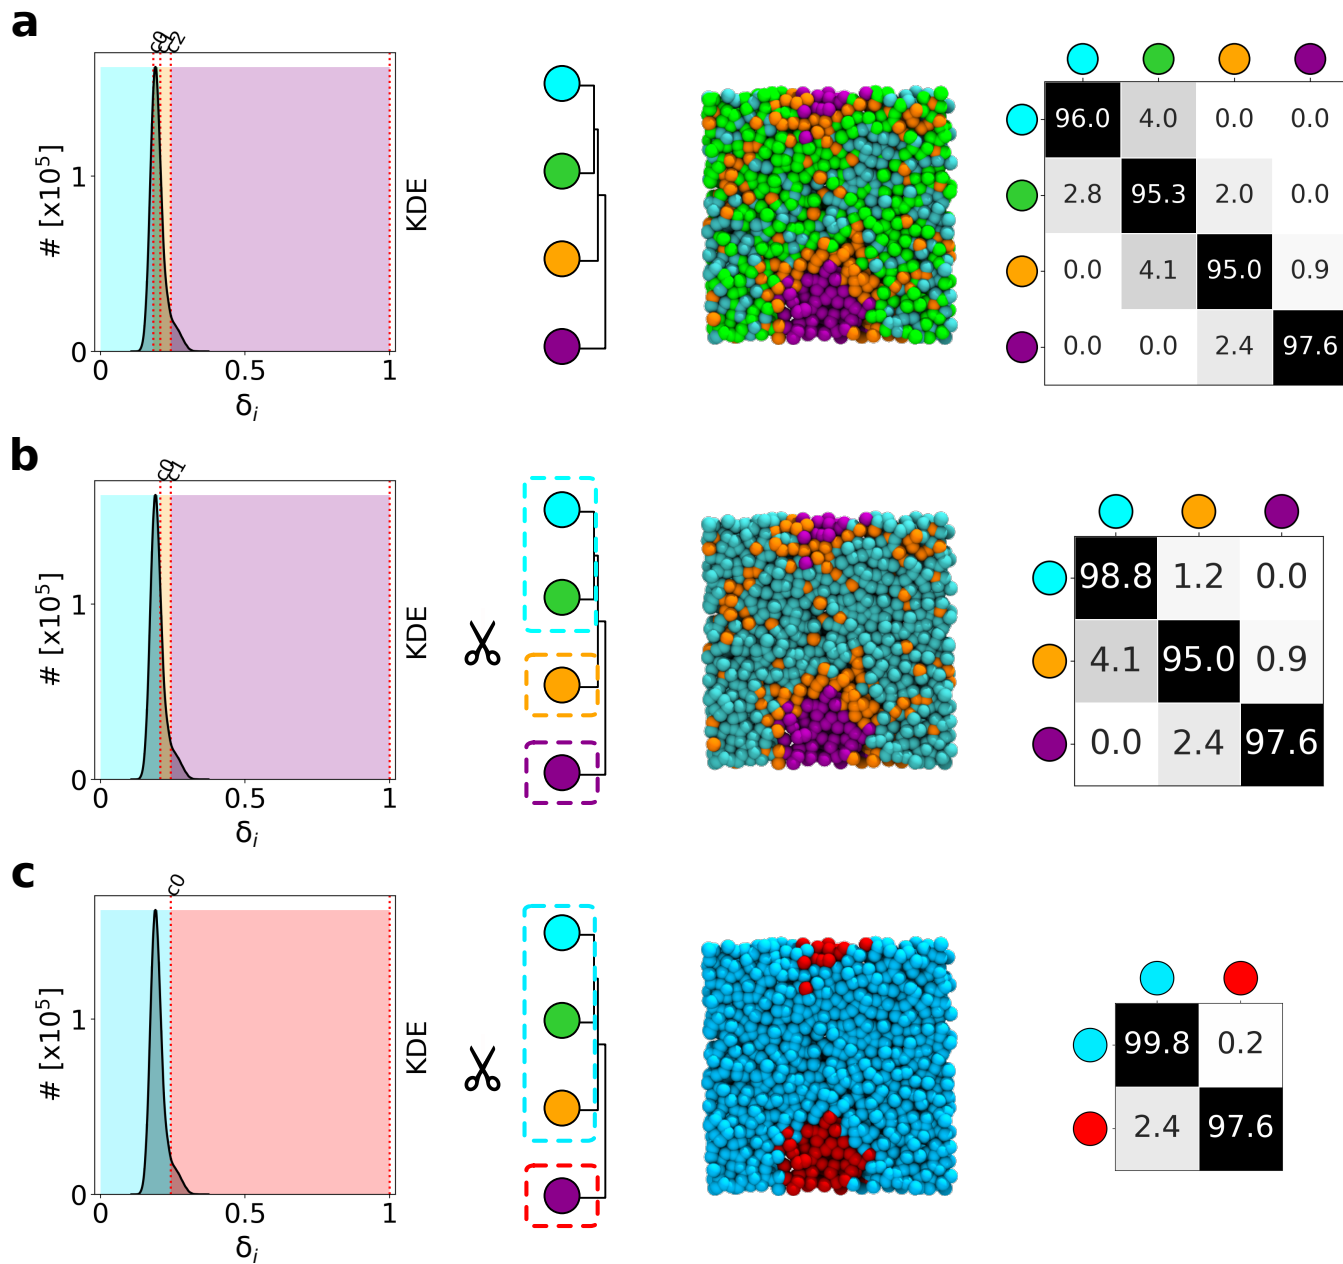 a
c0 c1 c2
# [x10⁵]
1
0
0 0.5 1
δᵢ
KDE
96.0 4.0 0.0 0.0
2.8 95.3 2.0 0.0
0.0 4.1 95.0 0.9
0.0 0.0 2.4 97.6
b
c0 c1
# [x10⁵]
1
0
0 0.5 1
δᵢ
KDE
98.8 1.2 0.0
4.1 95.0 0.9
0.0 2.4 97.6
c
c0
# [x10⁵]
1
0
0 0.5 1
δᵢ
KDE
99.8 0.2
2.4 97.6